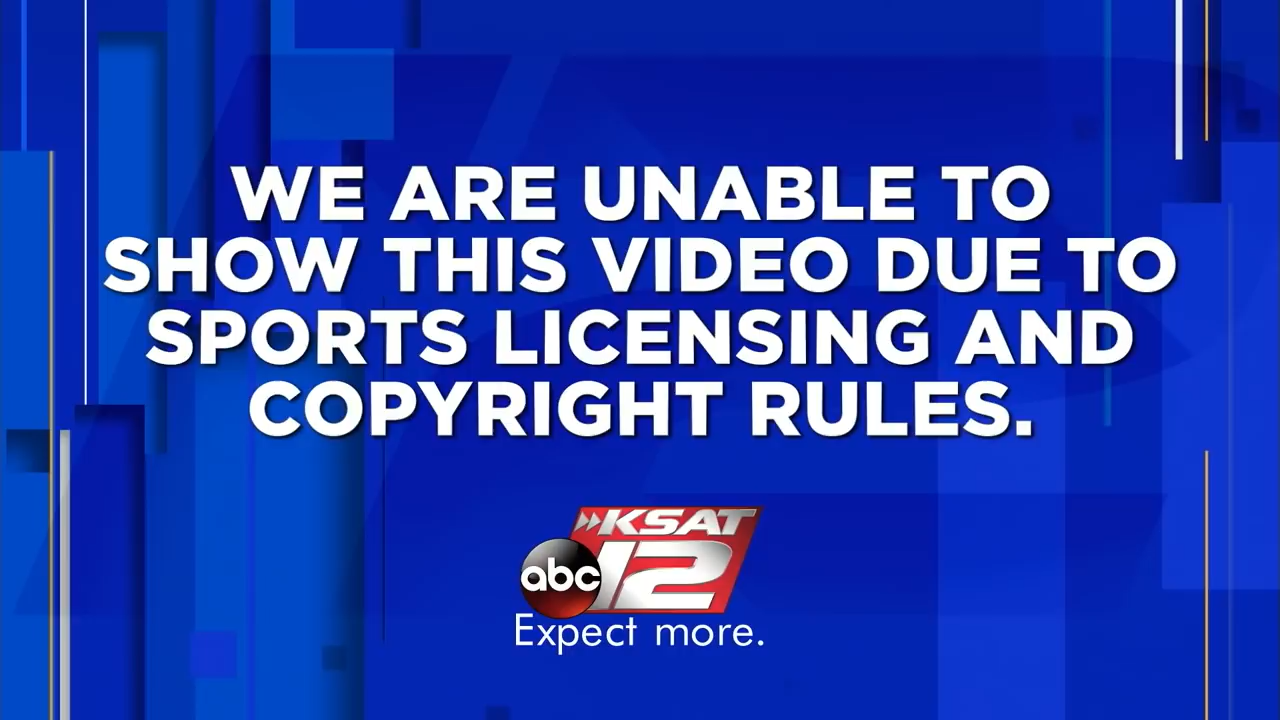 WE ARE UNABLE TO
SHOW THIS VIDEO DUE TO
SPORTS LICENSING AND
COPYRIGHT RULES.
KSAT
abc 12
Expect more.